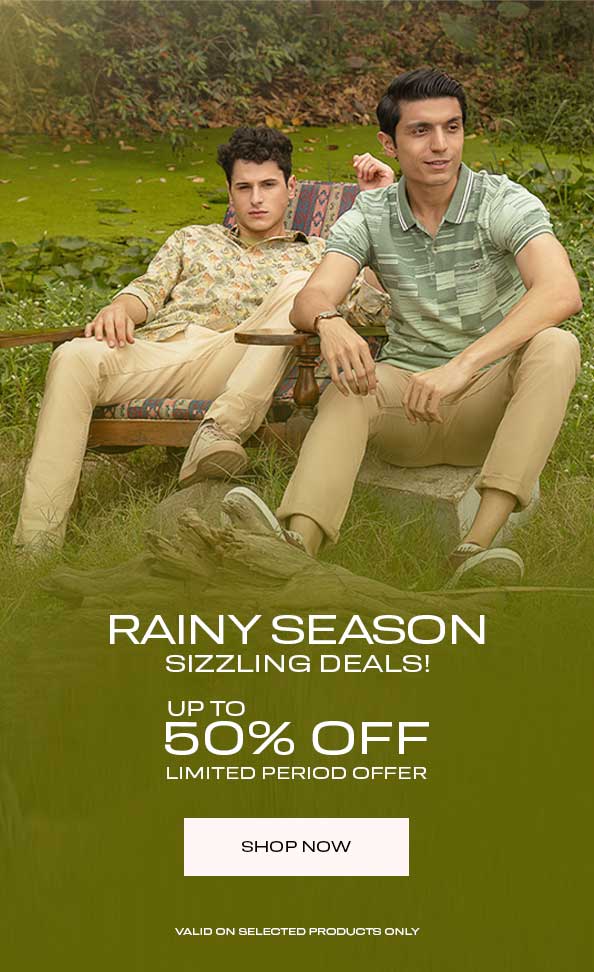 RAINY SEASON
SIZZLING DEALS!
UP TO
50% OFF
LIMITED PERIOD OFFER
SHOP NOW
VALID ON SELECTED PRODUCTS ONLY